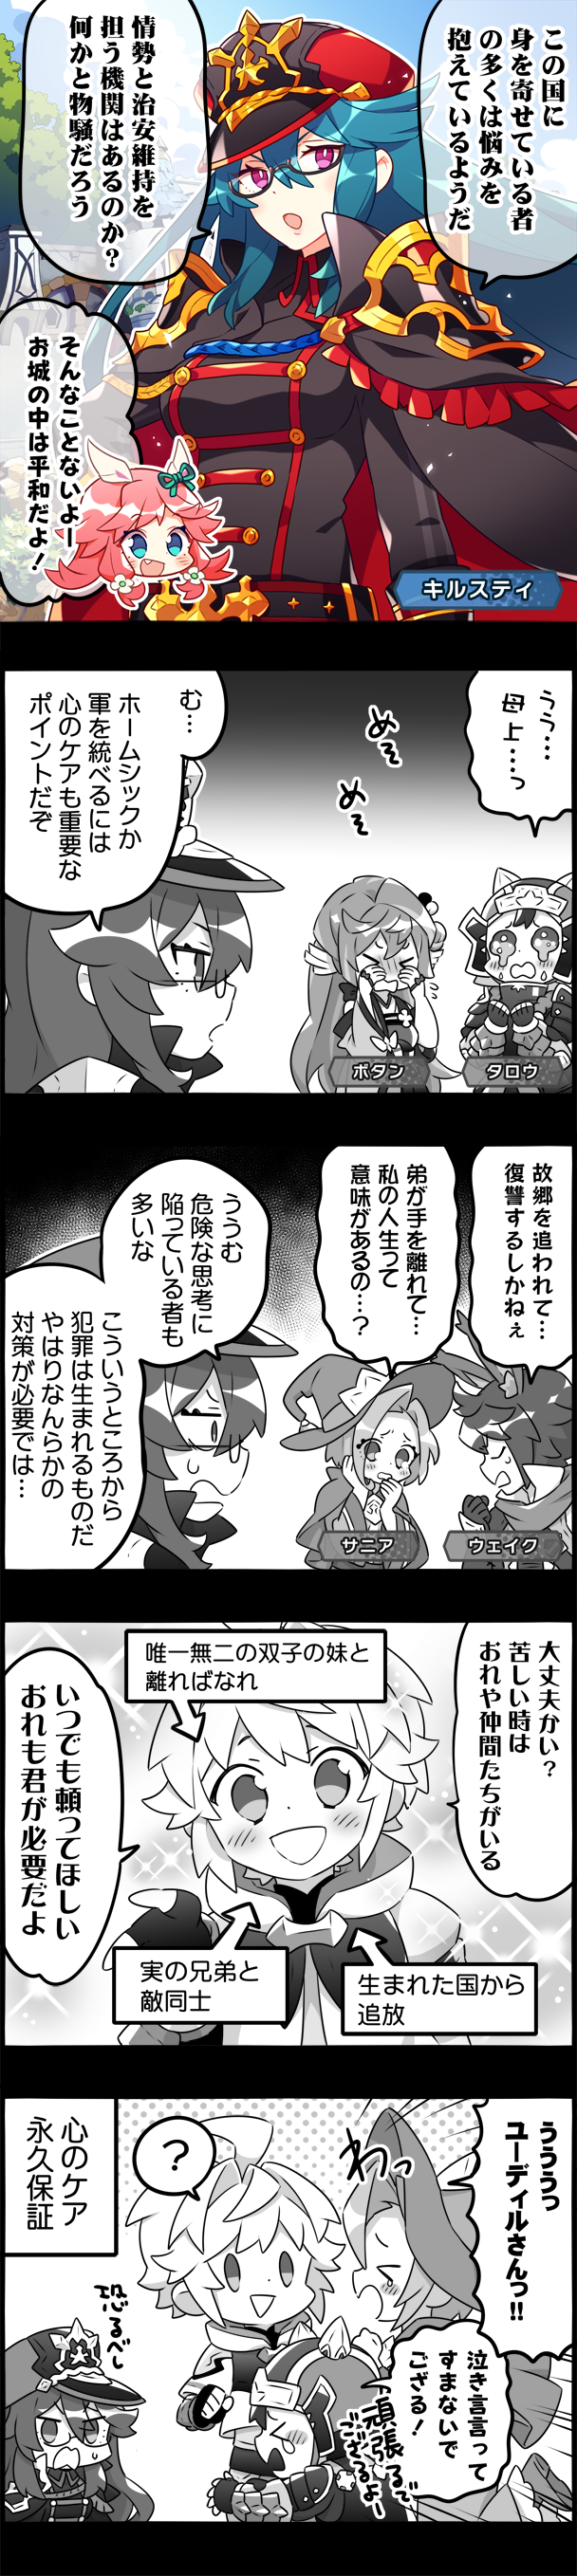 この国に
身を寄せている者
の多くは悩みを
抱えているようだ
情勢と治安維持を
担う機関はあるのか?
何かと物騒だろう
そんなことないよー
お城の中は平和だよ!
キルスティ
うう…
母上…っ
めそ
めそ
む…
ホームシックか
軍を統べるには
心のケアも重要な
ポイントだぞ
タロウ
ボタン
故郷を追われて…
復讐するしかねぇ
弟が手を離れて…
私の人生って
意味があるの…?
ううむ
危険な思考に
陥っている者も
多いな
こういうところから
犯罪は生まれるものだ
やはりなんらかの
対策が必要では…
ウェイク
サニア
大丈夫かい?
苦しい時は
おれや仲間たちがいる
唯一無二の双子の妹と
離ればなれ
いつでも頼ってほしい
おれも君が必要だよ
生まれた国から
追放
実の兄弟と
敵同士
うううっ
ユーディルさんっ!!
わっ
?
心のケア
永久保証
泣き言言って
すまないで
ござる!
頑張るで
ござるよー
恐るべし